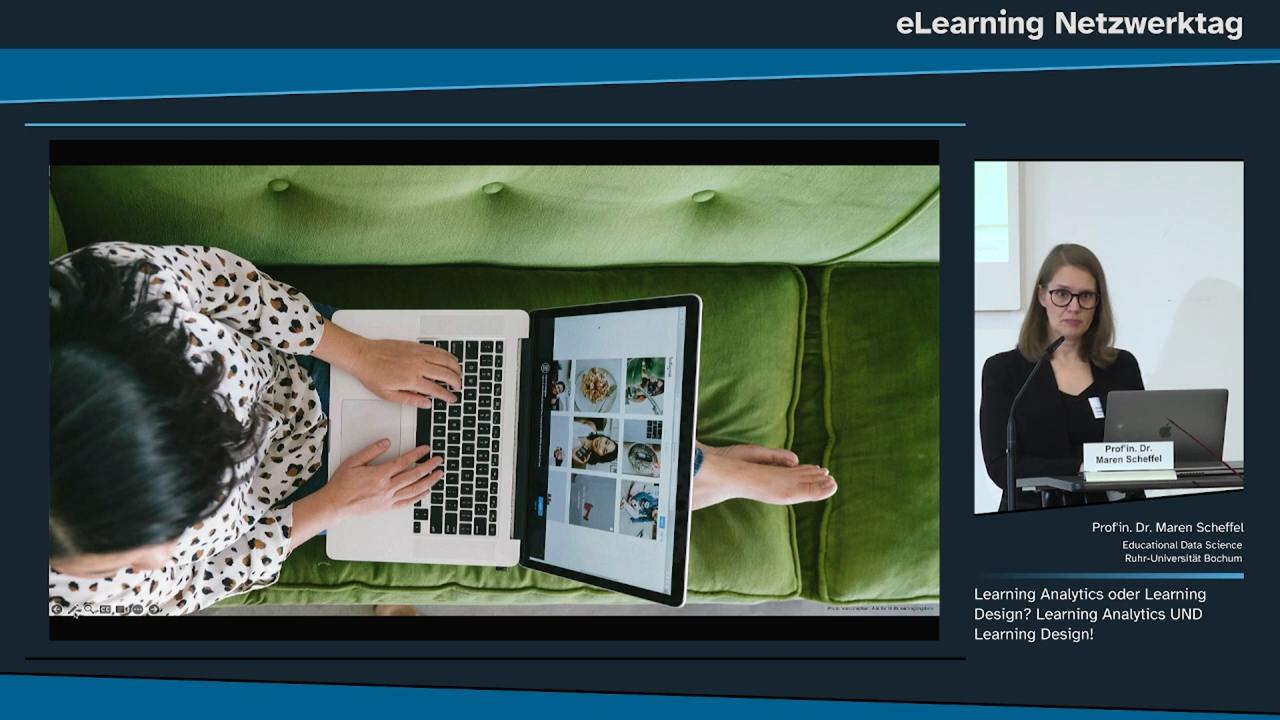 eLearning Netzwerktag
Prof'in. Dr.
Maren Scheffel
Prof'in. Dr. Maren Scheffel
Educational Data Science
Ruhr-Universität Bochum
Learning Analytics oder Learning
Design? Learning Analytics UND
Learning Design!